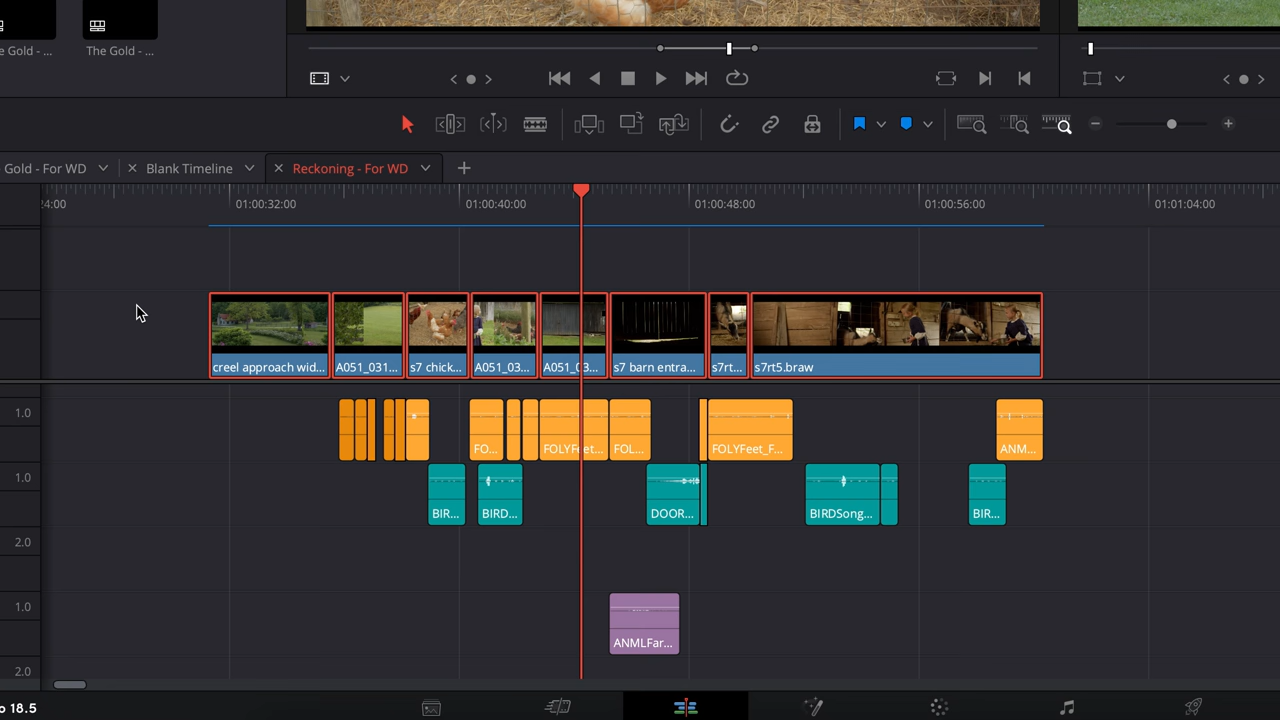 e Gold - ...
The Gold - ...
Gold - For WD
Blank Timeline
Reckoning - For WD
24:00
01:00:32:00
01:00:40:00
01:00:48:00
01:00:56:00
01:01:04:00
creel approach wid...
A051_031...
s7 chick...
A051_03...
A051_03...
s7 barn entra...
s7rt...
s7rt5.braw
1.0
FO...
FOLYFeet...
FOL...
FOLYFeet_F...
ANM...
1.0
BIR...
BIRD...
DOOR...
BIRDSong...
BIR...
2.0
1.0
ANMLFar...
2.0
o 18.5